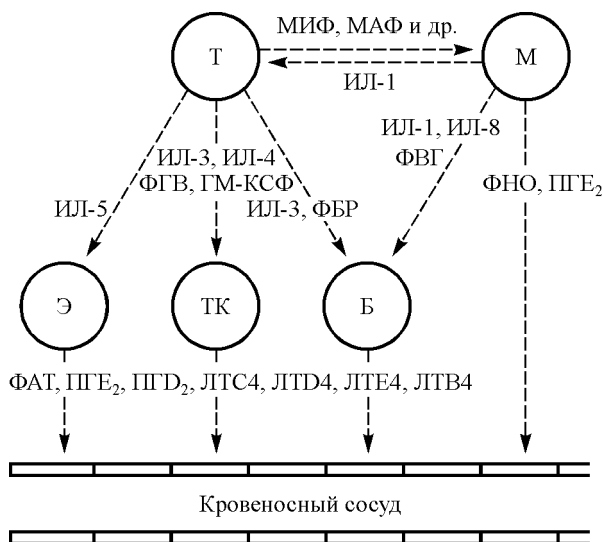 МИФ, МАФ и др.
Т
М
ИЛ-1
ИЛ-1, ИЛ-8
ФВГ
ИЛ-3, ИЛ-4
ФГВ, ГМ-КСФ
ФНО, ПГЕ₂
ИЛ-5
ИЛ-3, ФБР
Э
ТК
Б
ФАТ, ПГЕ₂, ПГD₂, ЛТС4, ЛТD4, ЛТЕ4, ЛТВ4
Кровеносный сосуд